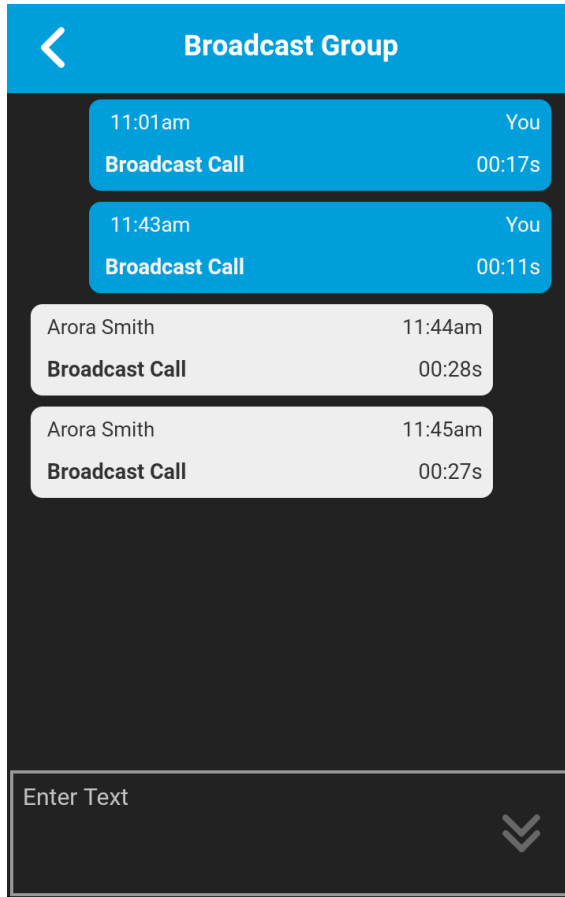 Broadcast Group
11:01am You
Broadcast Call 00:17s
11:43am You
Broadcast Call 00:11s
Arora Smith 11:44am
Broadcast Call 00:28s
Arora Smith 11:45am
Broadcast Call 00:27s
Enter Text